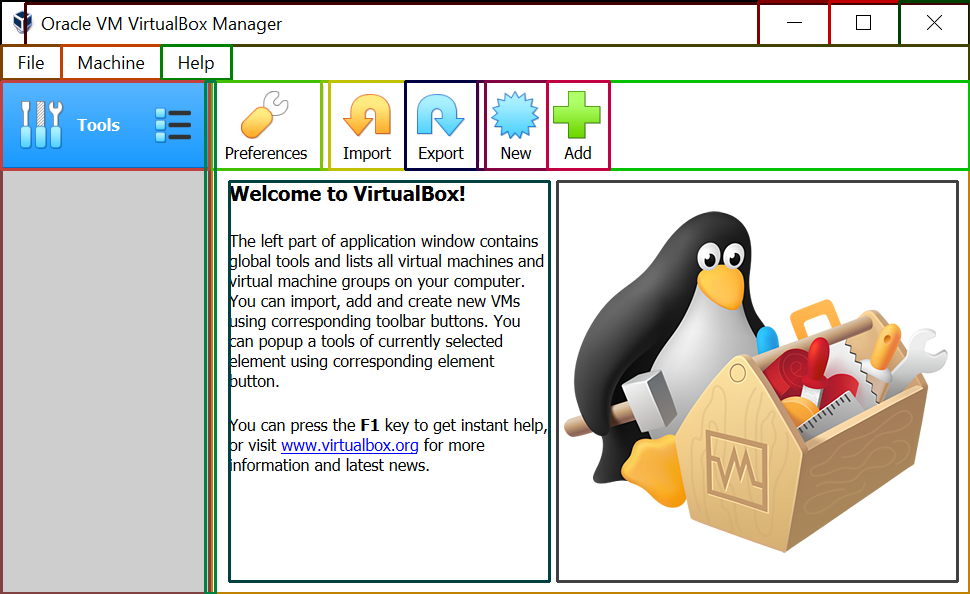 Oracle VM VirtualBox Manager
File Machine Help
Tools
Preferences Import Export New Add
Welcome to VirtualBox!
The left part of application window contains
global tools and lists all virtual machines and
virtual machine groups on your computer.
You can import, add and create new VMs
using corresponding toolbar buttons. You
can popup a tools of currently selected
element using corresponding element
button.
You can press the F1 key to get instant help,
or visit www.virtualbox.org for more
information and latest news.